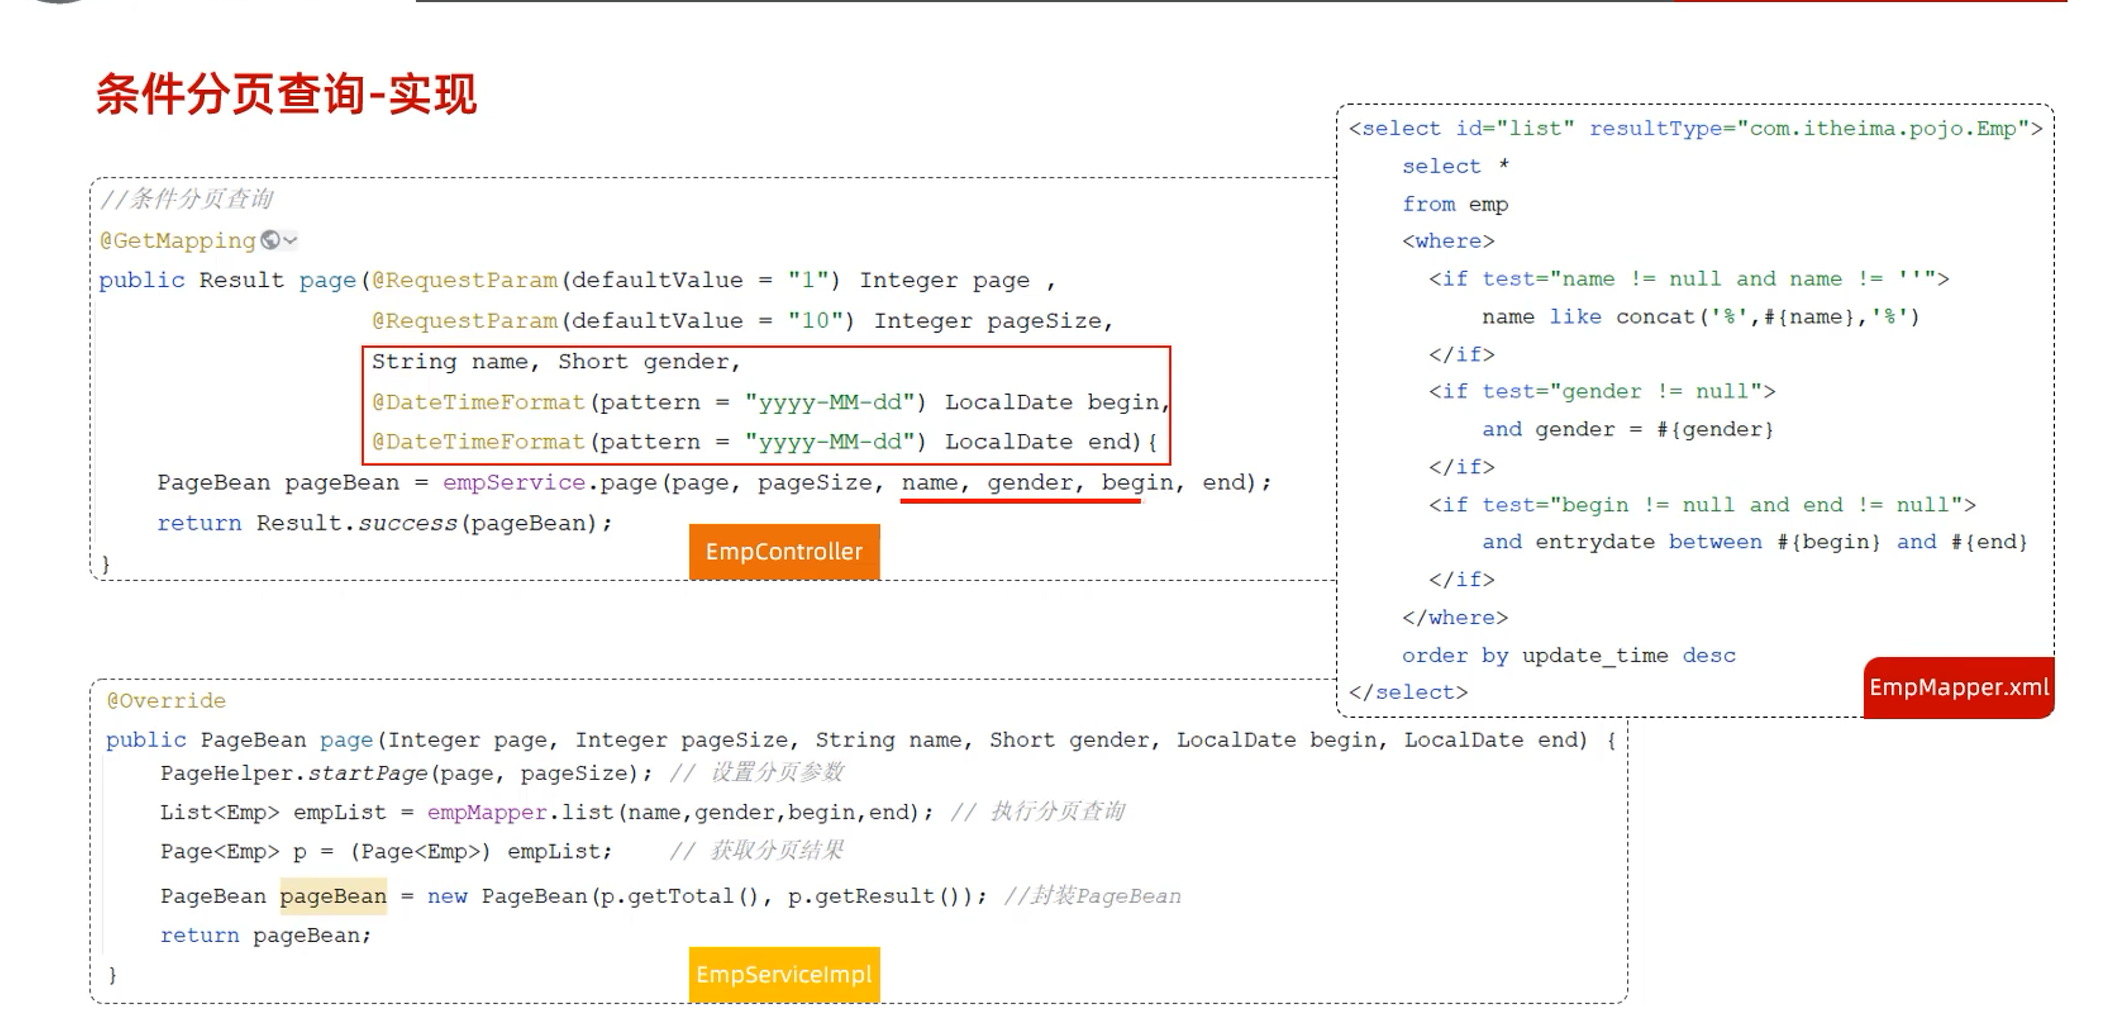 条件分页查询-实现
//条件分页查询
@GetMapping
public Result page(@RequestParam(defaultValue = "1") Integer page ,
@RequestParam(defaultValue = "10") Integer pageSize,
String name, Short gender,
@DateTimeFormat(pattern = "yyyy-MM-dd") LocalDate begin,
@DateTimeFormat(pattern = "yyyy-MM-dd") LocalDate end){
PageBean pageBean = empService.page(page, pageSize, name, gender, begin, end);
return Result.success(pageBean);
}
EmpController
<select id="list" resultType="com.itheima.pojo.Emp">
select *
from emp
<where>
<if test="name != null and name != ''">
name like concat('%',#{name},'%')
</if>
<if test="gender != null">
and gender = #{gender}
</if>
<if test="begin != null and end != null">
and entrydate between #{begin} and #{end}
</if>
</where>
order by update_time desc
</select>
EmpMapper.xml
@Override
public PageBean page(Integer page, Integer pageSize, String name, Short gender, LocalDate begin, LocalDate end) {
PageHelper.startPage(page, pageSize); // 设置分页参数
List<Emp> empList = empMapper.list(name,gender,begin,end); // 执行分页查询
Page<Emp> p = (Page<Emp>) empList; // 获取分页结果
PageBean pageBean = new PageBean(p.getTotal(), p.getResult()); //封装PageBean
return pageBean;
}
EmpServiceImpl